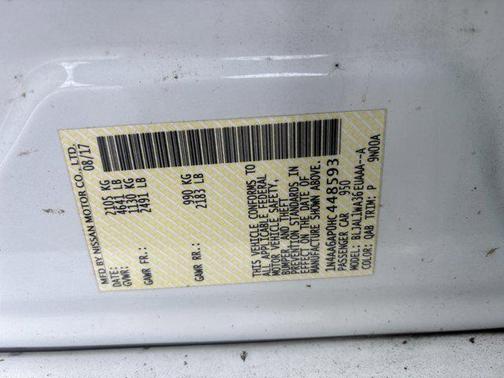 MFD BY NISSAN MOTOR CO., LTD.
DATE: 08/17
GVWR: 2105 KG
4641 LB
GAWR FR.: 1130 KG
2491 LB
GAWR RR.: 990 KG
2183 LB
THIS VEHICLE CONFORMS TO
ALL APPLICABLE FEDERAL
MOTOR VEHICLE SAFETY,
BUMPER, AND THEFT
PREVENTION STANDARDS IN
EFFECT ON THE DATE OF
MANUFACTURE SHOWN ABOVE.
1N4AA6AP0HC448593
PASSENGER CAR 950
MODEL: BLJALTWA36EUAAA--A
COLOR: QAB TRIM: P 9N00A